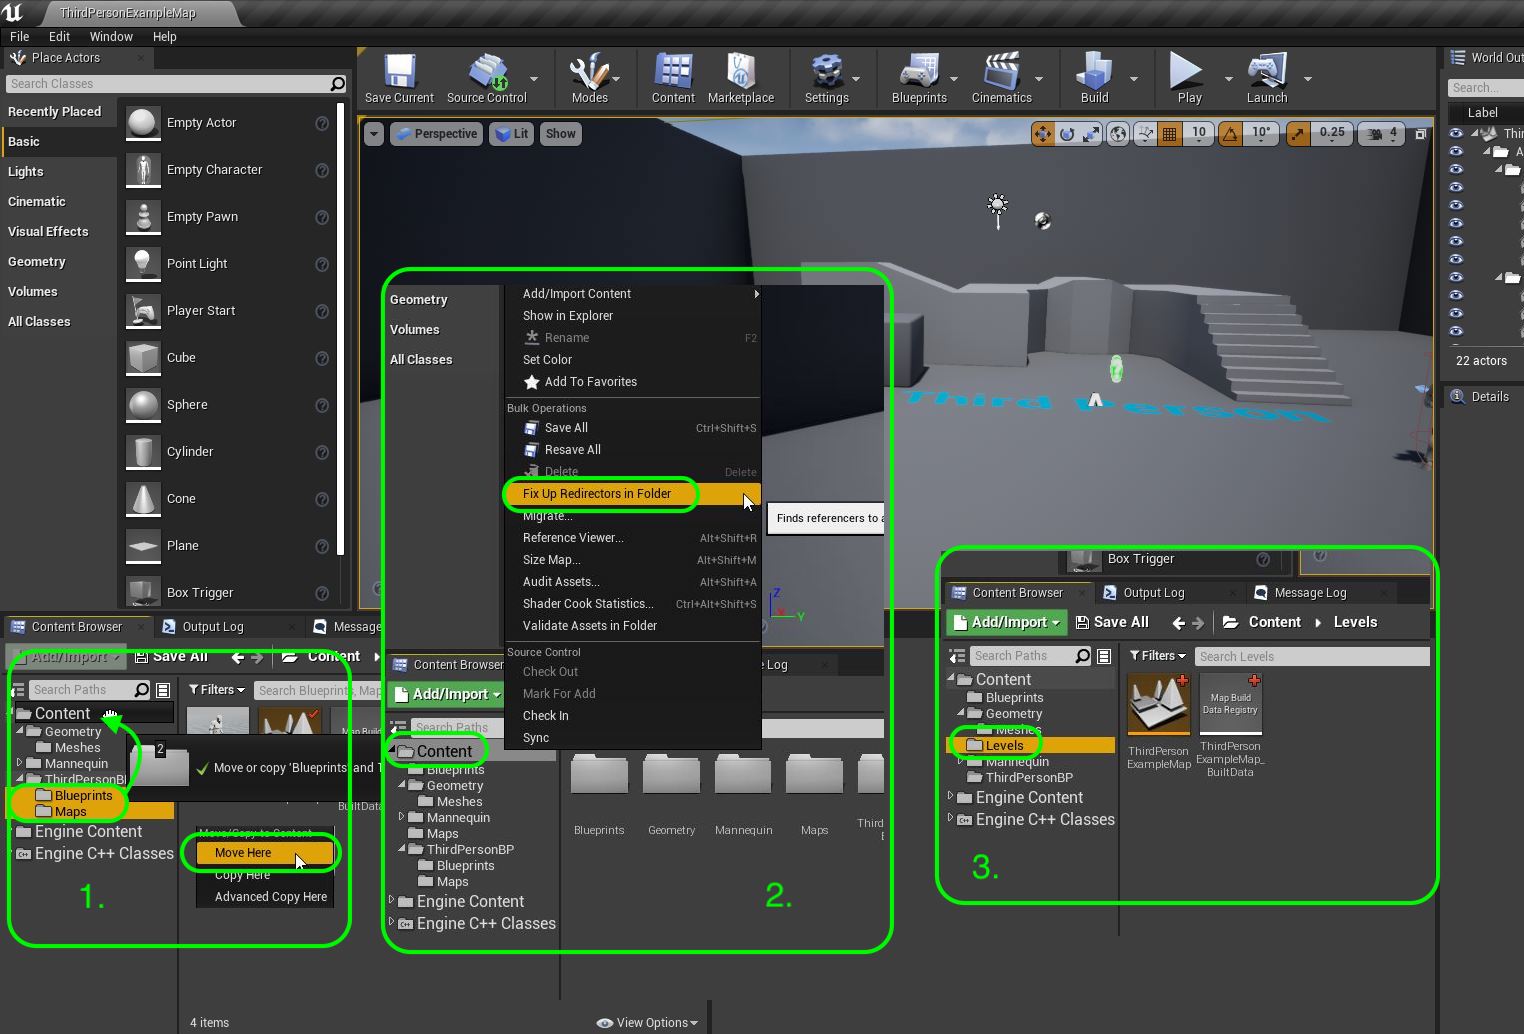 ThirdPersonExampleMap
File Edit Window Help
Place Actors
Search Classes
Recently Placed
Basic
Lights
Cinematic
Visual Effects
Geometry
Volumes
All Classes
Empty Actor
Empty Character
Empty Pawn
Point Light
Player Start
Cube
Sphere
Cylinder
Cone
Plane
Box Trigger
Save Current Source Control Modes Content Marketplace Settings Blueprints Cinematics Build Play Launch
Perspective Lit Show
10 10° 0.25 4
Third Person
World Out
Search...
Label
Thir
A
22 actors
Details
Content Browser Output Log Message
Add/Import Save All Content
Search Paths
Filters Search Blueprints, Map
Content
Geometry
Meshes
Mannequin
ThirdPersonBP
Blueprints
Maps
Engine Content
Engine C++ Classes
2
Move or copy 'Blueprints' and T
BuiltDa
Move/Copy to Content
Move Here
Copy Here
Advanced Copy Here
1.
4 items
View Options
Geometry
Volumes
All Classes
Add/Import Content
Show in Explorer
Rename F2
Set Color
Add To Favorites
Bulk Operations
Save All Ctrl+Shift+S
Resave All
Delete Delete
Fix Up Redirectors in Folder
Finds referencers to a
Migrate...
Reference Viewer... Alt+Shift+R
Size Map... Alt+Shift+M
Audit Assets... Alt+Shift+A
Shader Cook Statistics... Ctrl+Alt+Shift+S
Validate Assets in Folder
Source Control
Check Out
Mark For Add
Check In
Sync
Z
X
Y
Content Browser
e Log
Add/Import
Search Paths
Content
Blueprints
Geometry
Meshes
Mannequin
Maps
ThirdPersonBP
Blueprints
Maps
Engine Content
Engine C++ Classes
Blueprints Geometry Mannequin Maps Third
2.
Box Trigger
Content Browser Output Log Message Log
Add/Import Save All Content Levels
Search Paths
Filters Search Levels
Content
Blueprints
Geometry
Meshes
Levels
Mannequin
ThirdPersonBP
Engine Content
Engine C++ Classes
Map Build
Data Registry
ThirdPerson
ExampleMap
ThirdPerson
ExampleMap_
BuiltData
3.